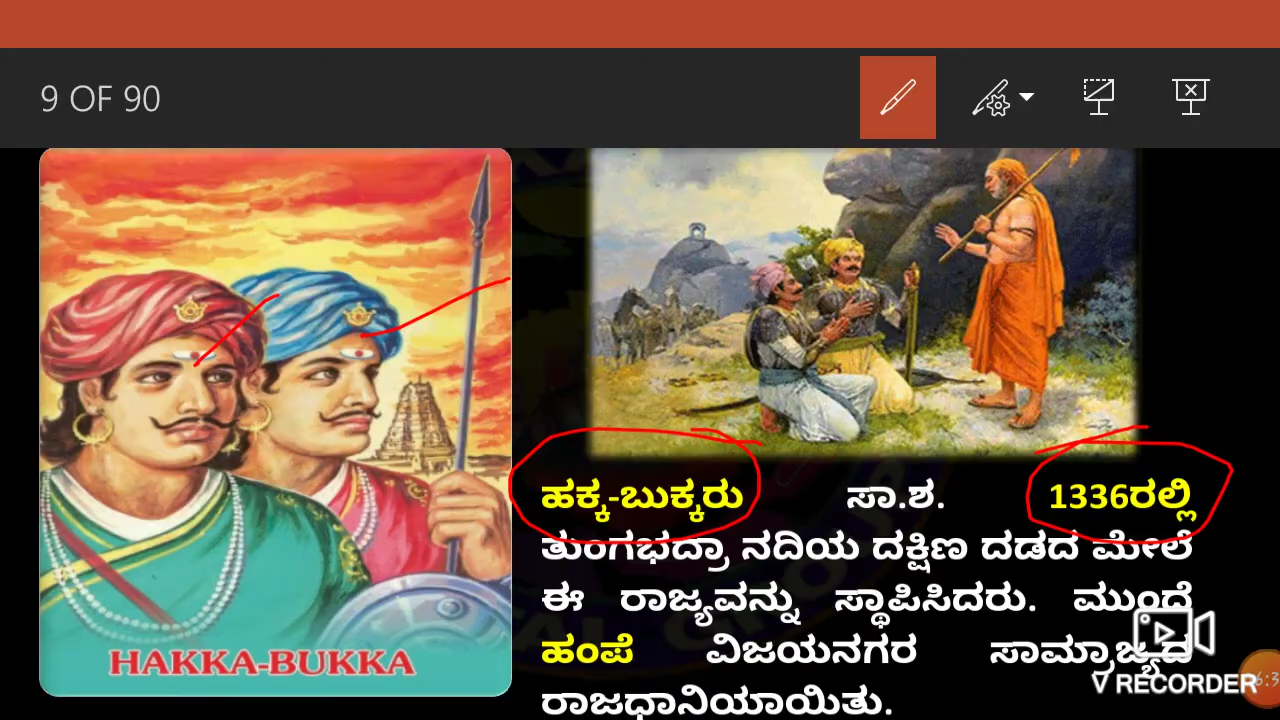 9 OF 90
HAKKA-BUKKA
ಹಕ್ಕ-ಬುಕ್ಕರು ಸಾ.ಶ. 1336ರಲ್ಲಿ
ತುಂಗಭದ್ರಾ ನದಿಯ ದಕ್ಷಿಣ ದಡದ ಮೇಲೆ
ಈ ರಾಜ್ಯವನ್ನು ಸ್ಥಾಪಿಸಿದರು. ಮುಂದೆ
ಹಂಪೆ ವಿಜಯನಗರ ಸಾಮ್ರಾಜ್ಯದ
ರಾಜಧಾನಿಯಾಯಿತು.
V RECORDER